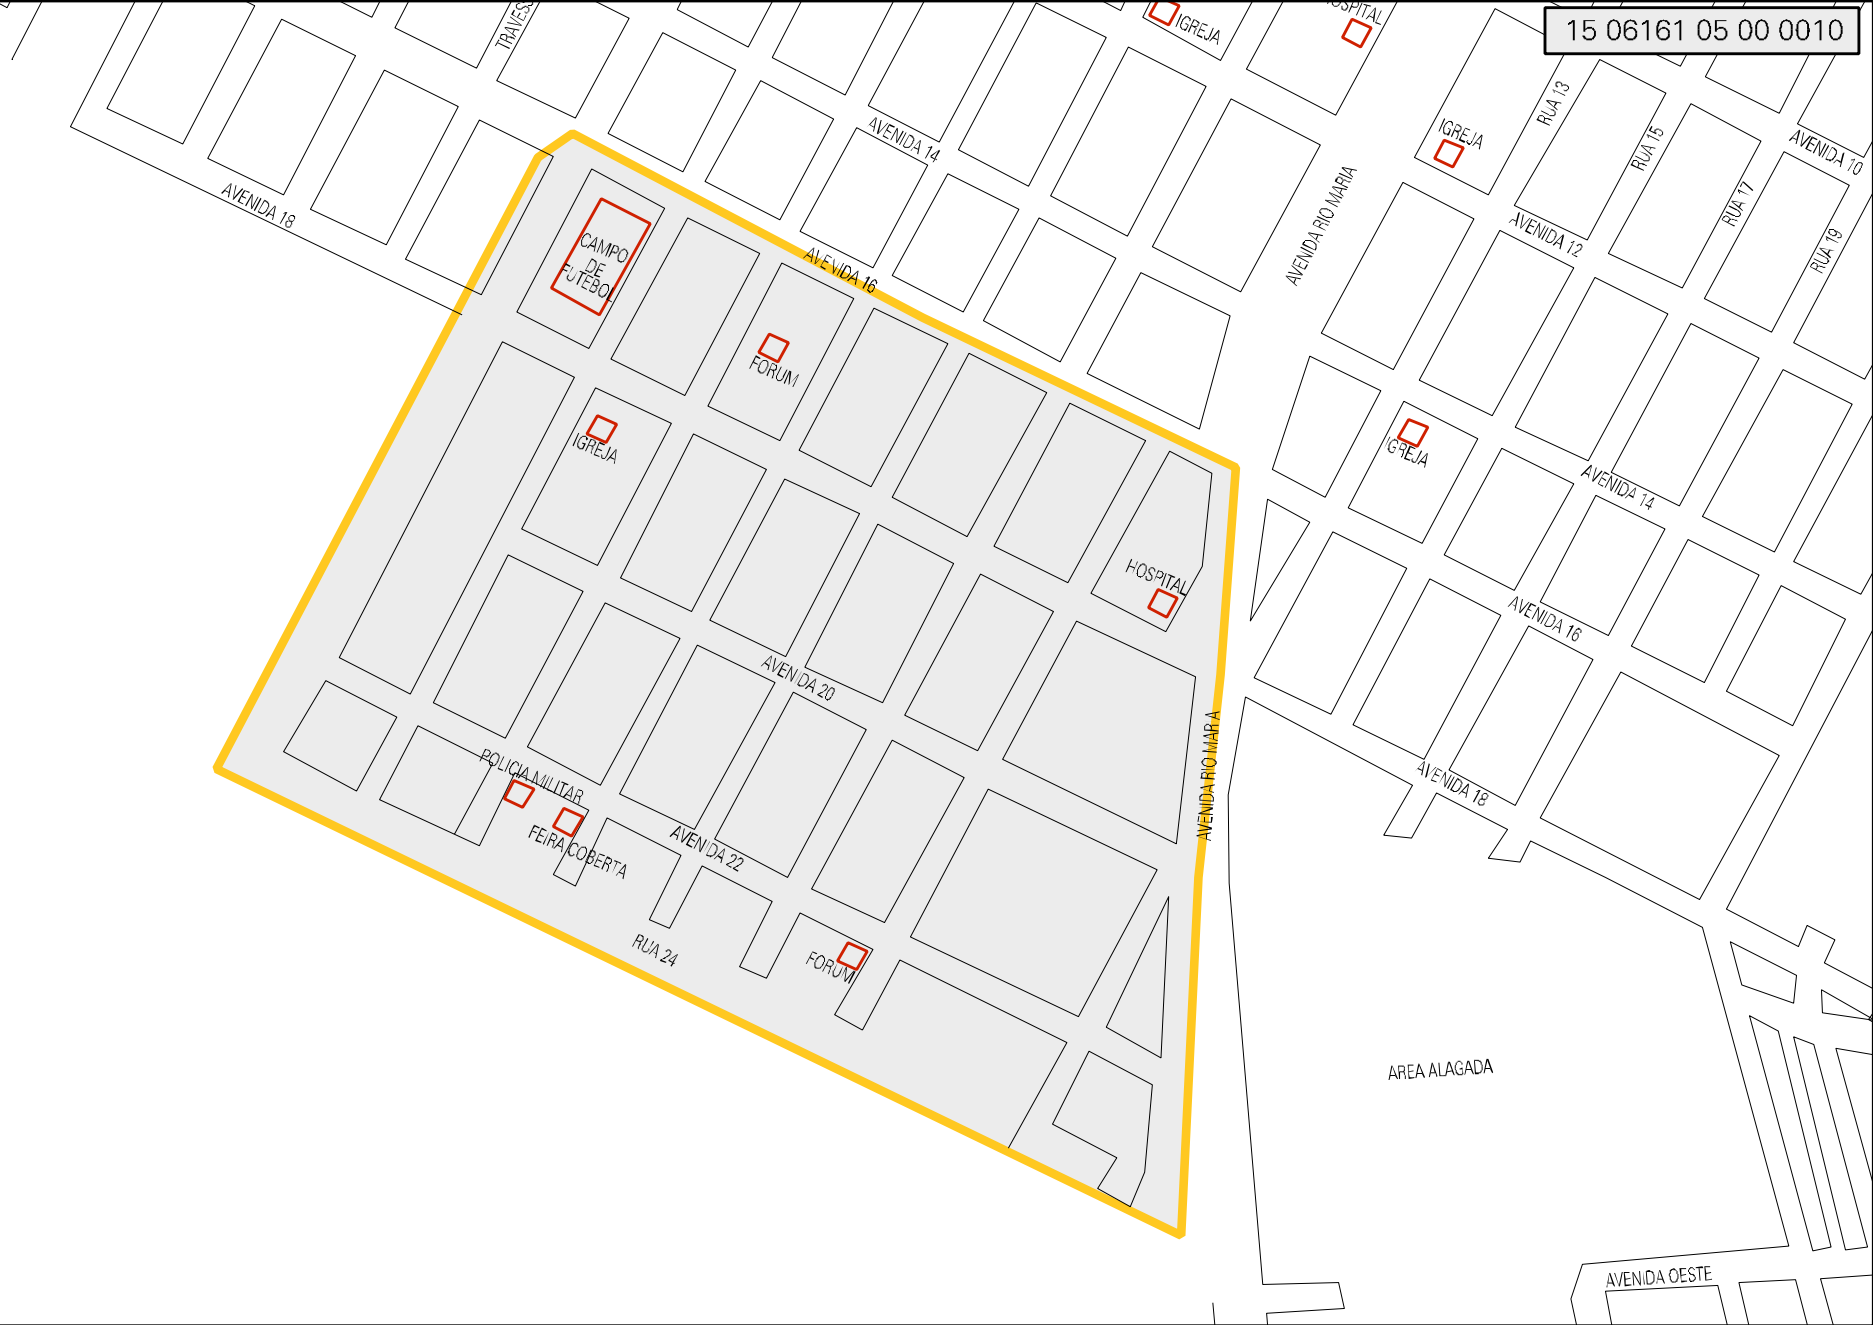 15 06161 05 00 0010
IGREJA
RUA 13
AVENIDA 14
IGREJA
RUA 15
AVENIDA 10
AVENIDA 18
AVENIDA RIO MARIA
RUA 17
AVENIDA 12
RUA 19
CAMPO
DE
FUTEBOL
AVEVIDA 16
FORUM
IGREJA
IGREJA
AVENIDA 14
HOSPITAL
AVENIDA 16
AVENIDA 20
AVENIDA RIO MAR A
POLICIA MILITAR
AVENIDA 18
FEIRA COBERTA
AVENIDA 22
RUA 24
FORUM
AREA ALAGADA
AVENIDA OESTE